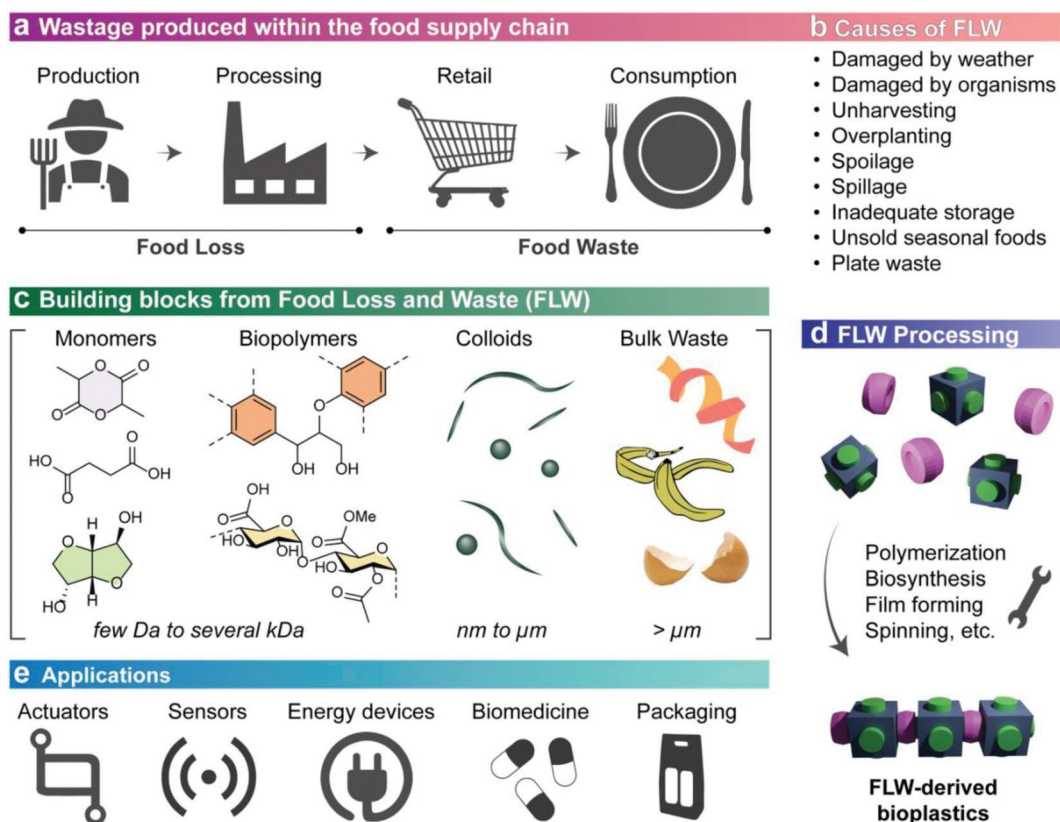 a Wastage produced within the food supply chain
Production
Processing
Retail
Consumption
Food Loss
Food Waste
b Causes of FLW
• Damaged by weather
• Damaged by organisms
• Unharvesting
• Overplanting
• Spoilage
• Spillage
• Inadequate storage
• Unsold seasonal foods
• Plate waste
c Building blocks from Food Loss and Waste (FLW)
Monomers
Biopolymers
Colloids
Bulk Waste
O
O
O
O
HO
O
O
OH
H
OH
O
O
HO
H
O
OH
OH
O
OH
O
HO
OH
O
O
OMe
O
HO
O
O
O
few Da to several kDa
nm to μm
> μm
d FLW Processing
Polymerization
Biosynthesis
Film forming
Spinning, etc.
FLW-derived
bioplastics
e Applications
Actuators
Sensors
Energy devices
Biomedicine
Packaging